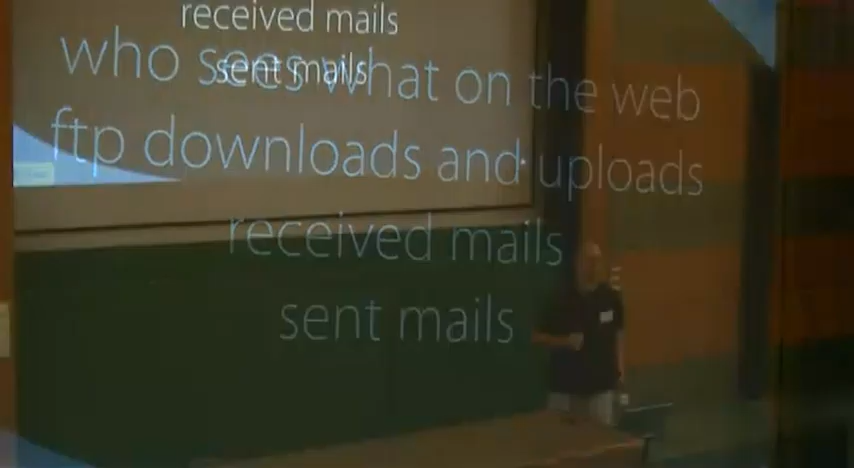 received mails
sent mails
who sees what on the web
ftp downloads and uploads
received mails
sent mails